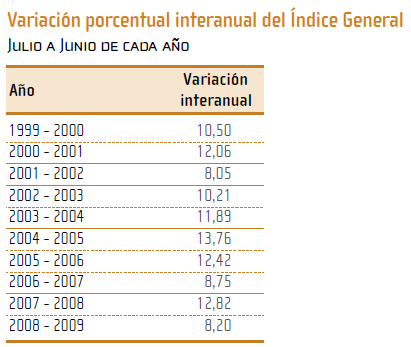 Variación porcentual interanual del Índice General
Julio a Junio de cada año
Año Variación interanual
1999 - 2000 10,50
2000 - 2001 12,06
2001 - 2002 8,05
2002 - 2003 10,21
2003 - 2004 11,89
2004 - 2005 13,76
2005 - 2006 12,42
2006 - 2007 8,75
2007 - 2008 12,82
2008 - 2009 8,20